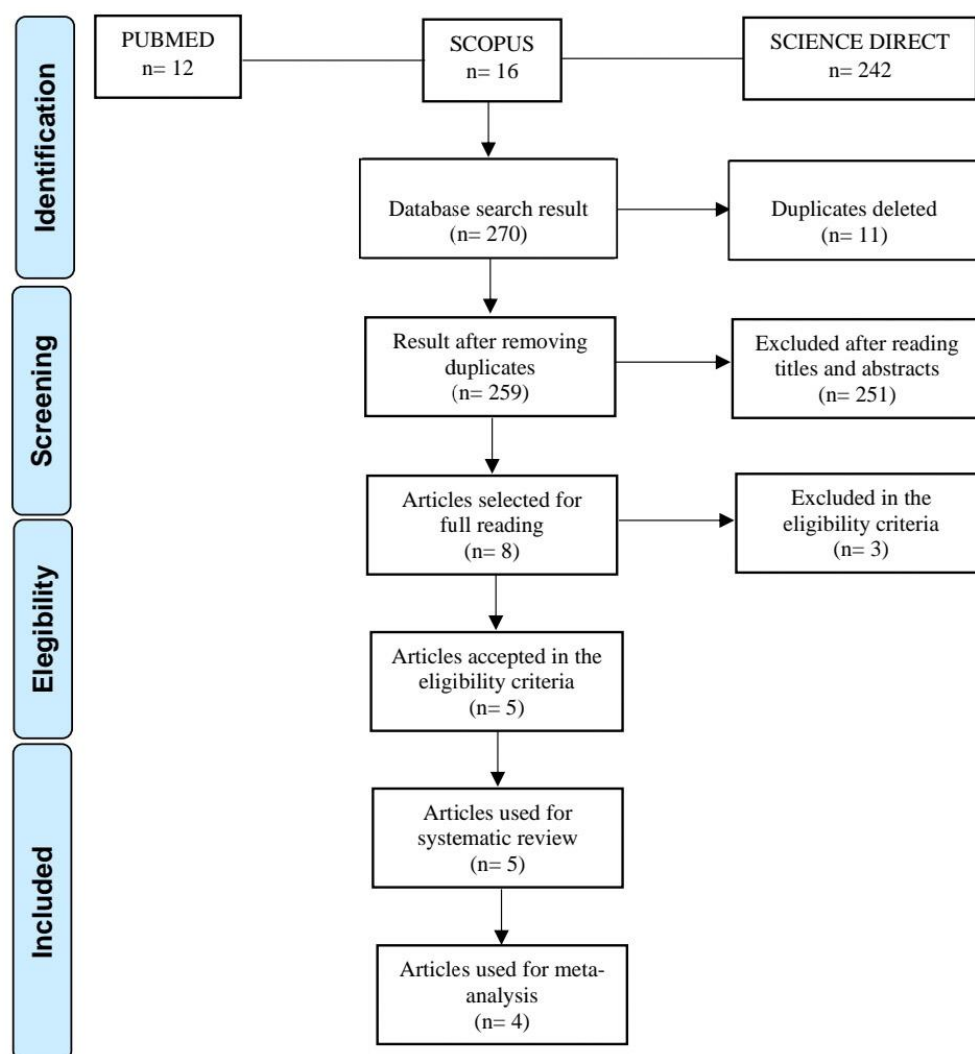 PUBMED
n= 12
SCOPUS
n= 16
SCIENCE DIRECT
n= 242
Identification
Database search result
(n= 270)
Duplicates deleted
(n= 11)
Screening
Result after removing
duplicates
(n= 259)
Excluded after reading
titles and abstracts
(n= 251)
Articles selected for
full reading
(n= 8)
Excluded in the
eligibility criteria
(n= 3)
Elegibility
Articles accepted in the
eligibility criteria
(n= 5)
Included
Articles used for
systematic review
(n= 5)
Articles used for meta-
analysis
(n= 4)